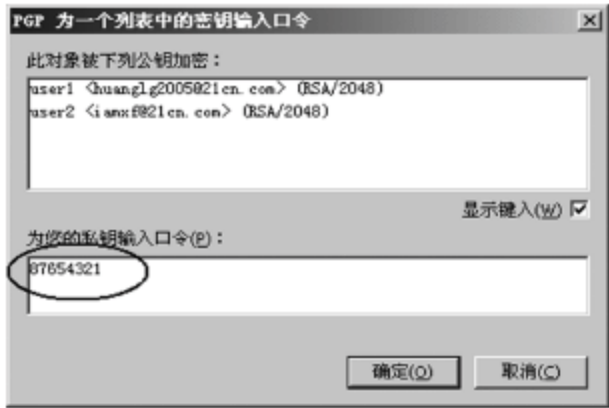 PGP 为一个列表中的密钥输入口令
此对象被下列公钥加密：
user1 <huanglg2005@21cn.com> (RSA/2048)
user2 <iamxf@21cn.com> (RSA/2048)
显示键入(W)
为您的私钥输入口令(P)：
87654321
确定(O)
取消(C)